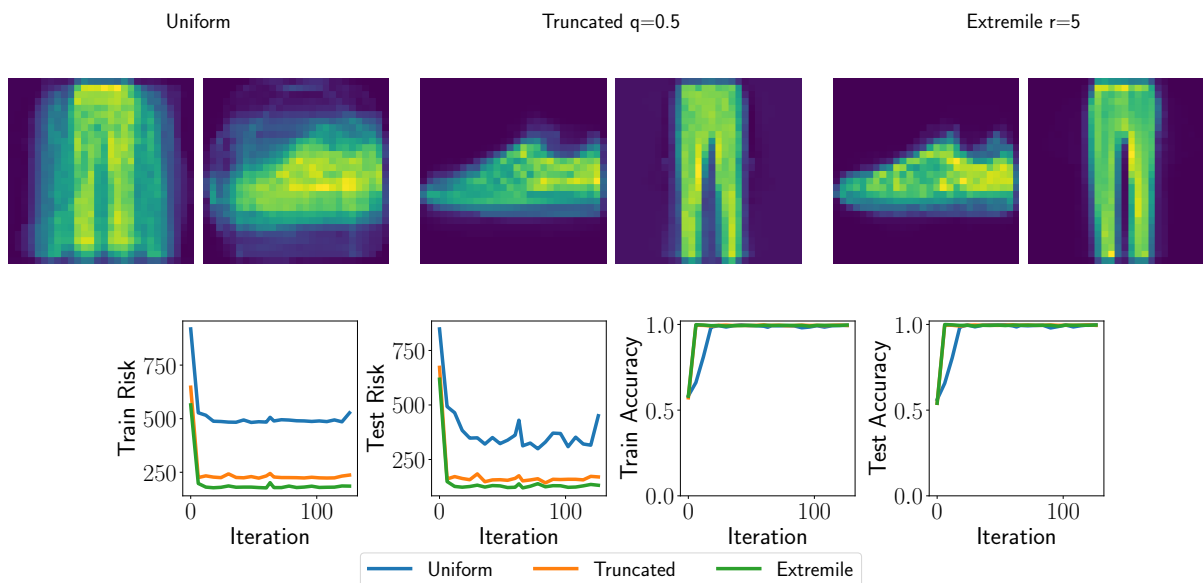 Uniform
Truncated q=0.5
Extremile r=5
750
500
250
Train Risk
0
100
Iteration
750
500
250
Test Risk
0
100
Iteration
1.0
0.5
0.0
Train Accuracy
0
100
Iteration
1.0
0.5
0.0
Test Accuracy
0
100
Iteration
Uniform
Truncated
Extremile